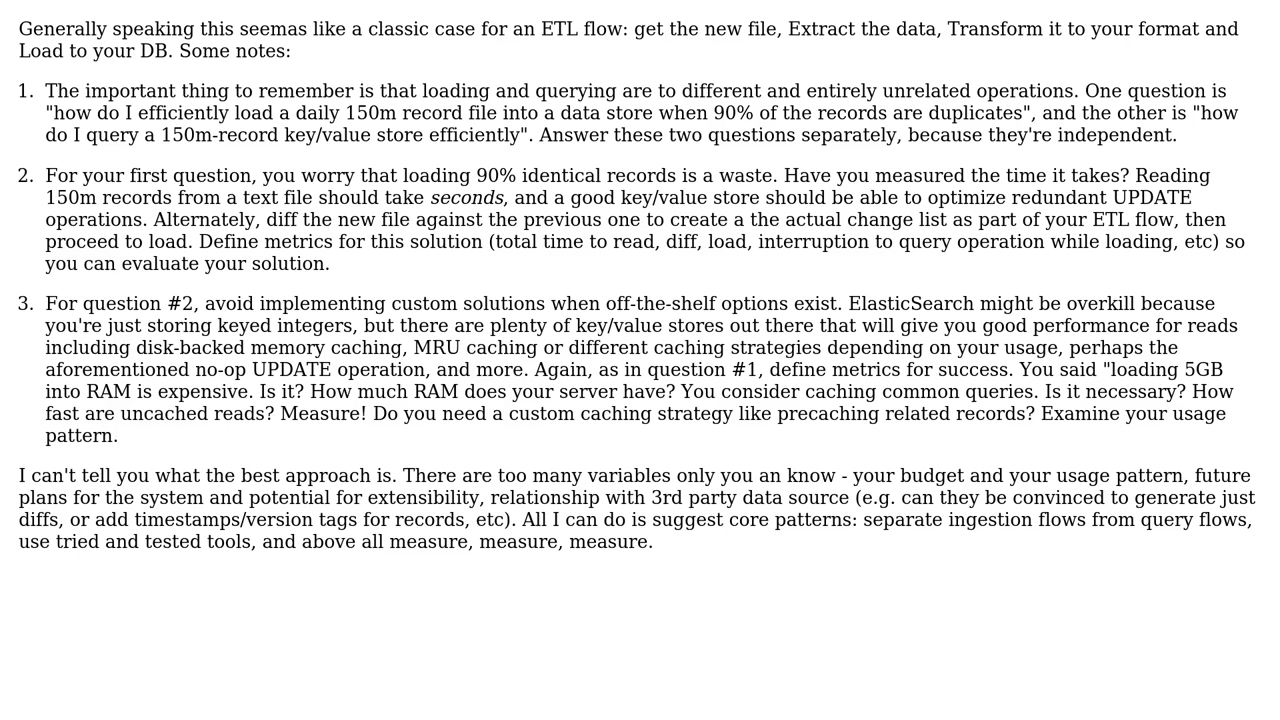 Generally speaking this seemas like a classic case for an ETL flow: get the new file, Extract the data, Transform it to your format and
Load to your DB. Some notes:
1. The important thing to remember is that loading and querying are to different and entirely unrelated operations. One question is
"how do I efficiently load a daily 150m record file into a data store when 90% of the records are duplicates", and the other is "how
do I query a 150m-record key/value store efficiently". Answer these two questions separately, because they're independent.
2. For your first question, you worry that loading 90% identical records is a waste. Have you measured the time it takes? Reading
150m records from a text file should take seconds, and a good key/value store should be able to optimize redundant UPDATE
operations. Alternately, diff the new file against the previous one to create a the actual change list as part of your ETL flow, then
proceed to load. Define metrics for this solution (total time to read, diff, load, interruption to query operation while loading, etc) so
you can evaluate your solution.
3. For question #2, avoid implementing custom solutions when off-the-shelf options exist. ElasticSearch might be overkill because
you're just storing keyed integers, but there are plenty of key/value stores out there that will give you good performance for reads
including disk-backed memory caching, MRU caching or different caching strategies depending on your usage, perhaps the
aforementioned no-op UPDATE operation, and more. Again, as in question #1, define metrics for success. You said "loading 5GB
into RAM is expensive. Is it? How much RAM does your server have? You consider caching common queries. Is it necessary? How
fast are uncached reads? Measure! Do you need a custom caching strategy like precaching related records? Examine your usage
pattern.
I can't tell you what the best approach is. There are too many variables only you an know - your budget and your usage pattern, future
plans for the system and potential for extensibility, relationship with 3rd party data source (e.g. can they be convinced to generate just
diffs, or add timestamps/version tags for records, etc). All I can do is suggest core patterns: separate ingestion flows from query flows,
use tried and tested tools, and above all measure, measure, measure.